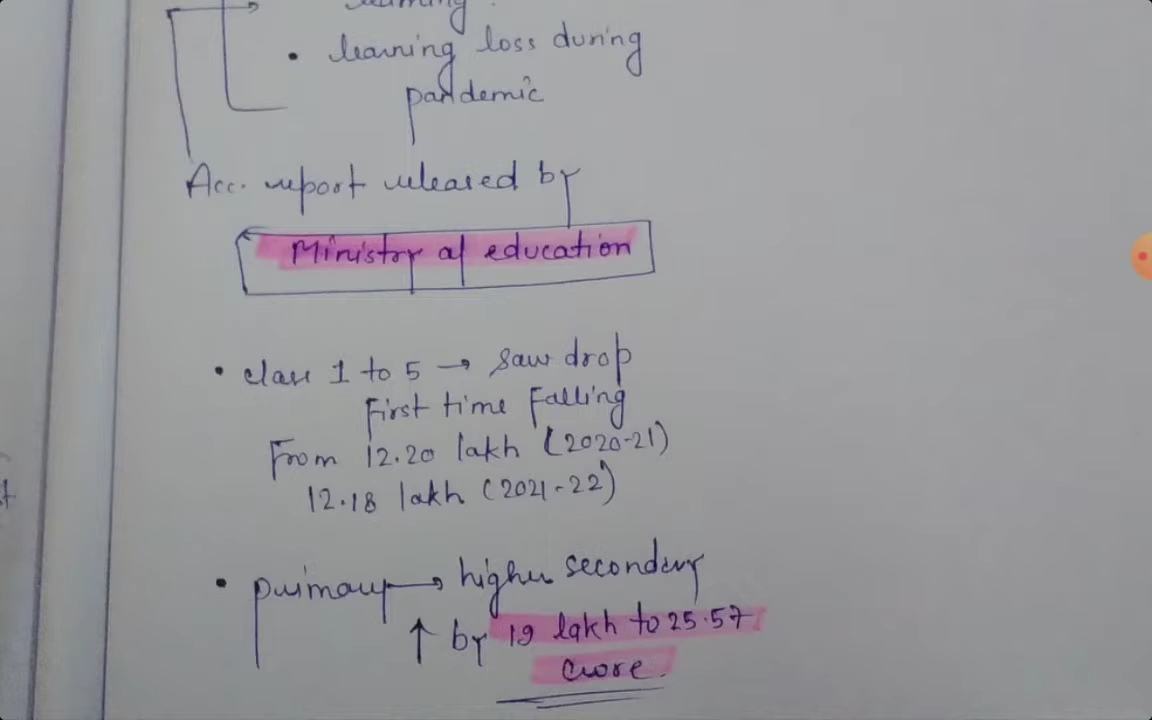 learning
• learning loss during
pandemic
Acc. report released by
Ministry of education
• class 1 to 5 → saw drop
First time Falling
From 12.20 lakh (2020-21)
12.18 lakh (2021-22)
• primary → higher secondary
↑ by 19 lakh to 25.57
crore.